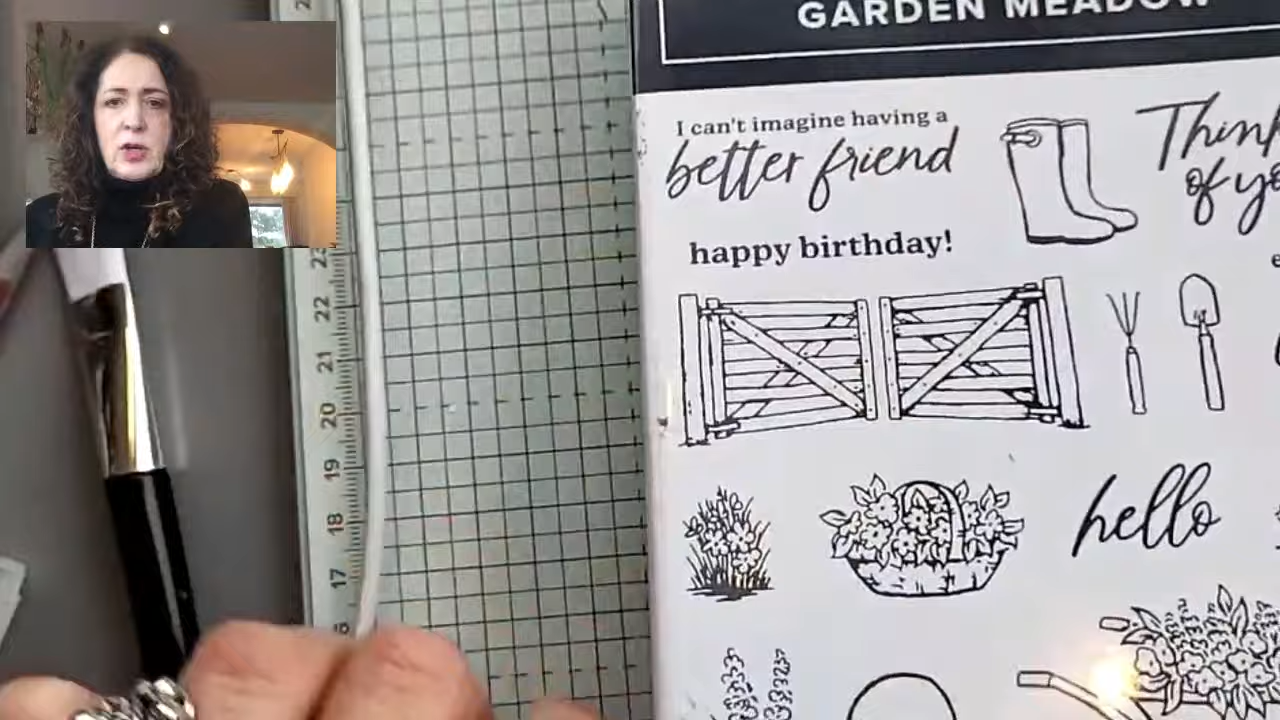 GARDEN MEADOW
I can't imagine having a
better friend
happy birthday!
hello
23
22
21
20
19
18
17